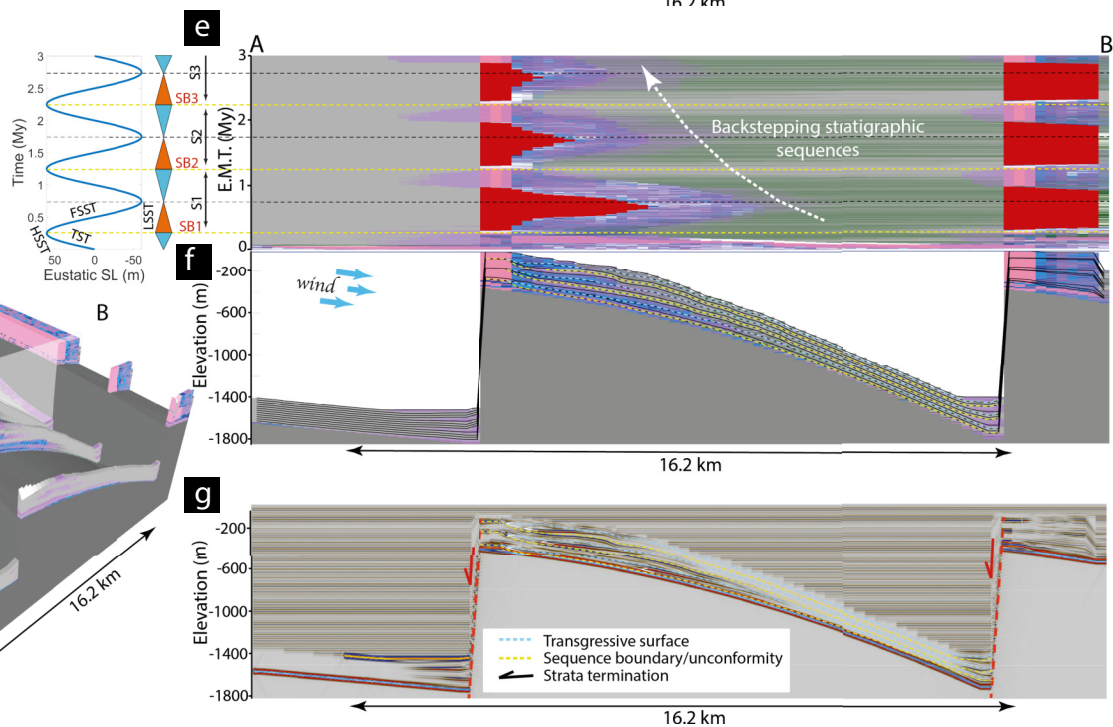 16.2 km
e
A
B
3
2.5
2
1.5
1
0.5
0
Time (My)
50
0
-50
Eustatic SL (m)
HSST
TST
FSST
LSST
S3
SB3
S2
SB2
S1
SB1
E.M.T. (My)
3
2
1
0
Backstepping stratigraphic
sequences
f
B
wind
Elevation (m)
-200
-600
-1000
-1400
-1800
16.2 km
16.2 km
g
Elevation (m)
-200
-600
-1000
-1400
-1800
Transgressive surface
Sequence boundary/unconformity
Strata termination
16.2 km